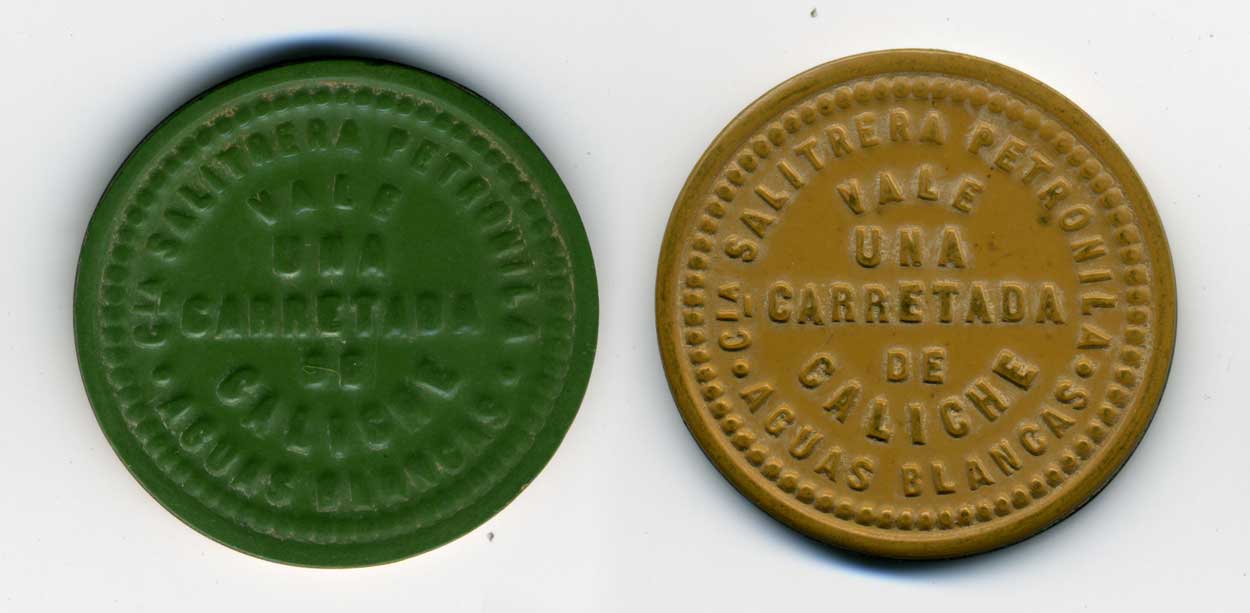 CIA SALITRERA PETRONILA
VALE
UNA
CARRETADA
DE
CALICHE
• AGUAS BLANCAS •
CIA SALITRERA PETRONILA
VALE
UNA
CARRETADA
DE
CALICHE
• AGUAS BLANCAS •